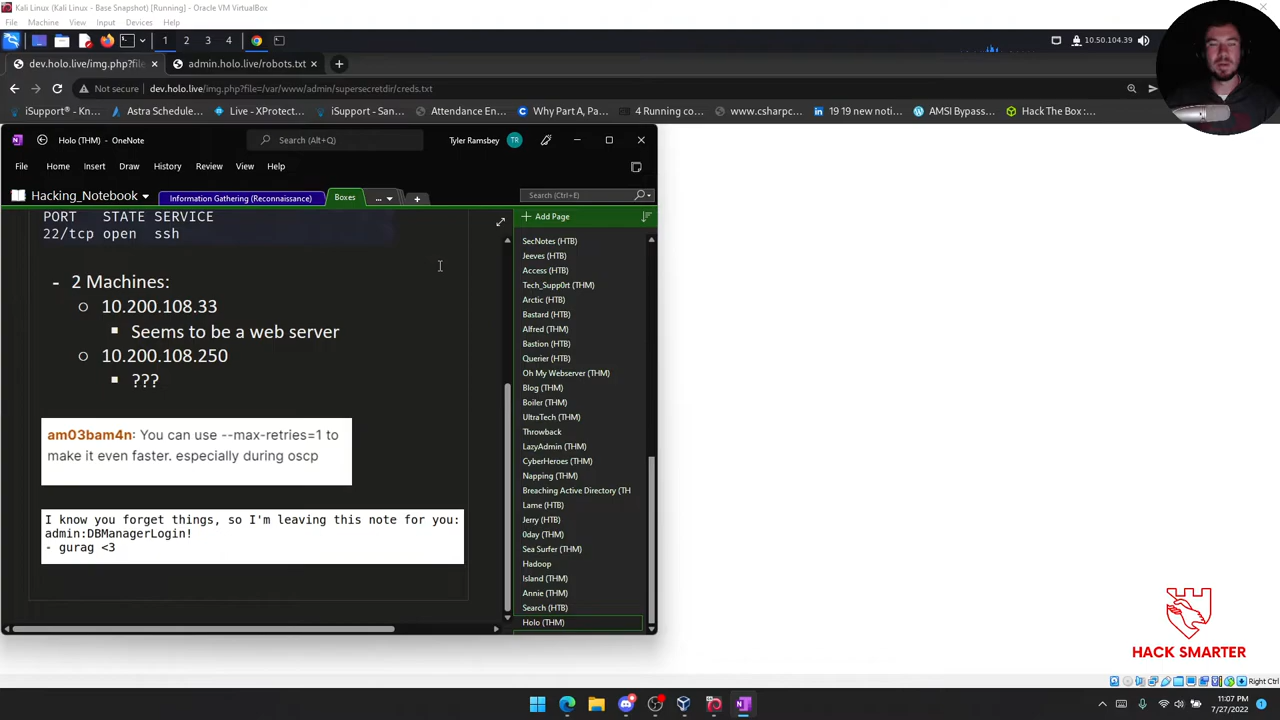 Kali Linux (Kali Linux - Base Snapshot) [Running] - Oracle VM VirtualBox
File Machine View Input Devices Help
1 2 3 4
10.50.104.39
dev.holo.live/img.php?file=
admin.holo.live/robots.txt
Not secure
dev.holo.live/img.php?file=/var/www/admin/supersecretdir/creds.txt
iSupport® - Kn...
Astra Schedule...
Live - XProtect...
iSupport - San...
Attendance En...
Why Part A, Pa...
4 Running co...
www.csharpc...
19 19 new noti...
AMSI Bypass...
Hack The Box :...
Holo (THM) - OneNote
Search (Alt+Q)
Tyler Ramsbey
TR
File Home Insert Draw History Review View Help
Hacking_Notebook
Information Gathering (Reconnaissance)
Boxes
...
Search (Ctrl+E)
PORT STATE SERVICE
22/tcp open ssh
- 2 Machines:
10.200.108.33
Seems to be a web server
10.200.108.250
???
am03bam4n: You can use --max-retries=1 to
make it even faster. especially during oscp
I know you forget things, so I'm leaving this note for you:
admin:DBManagerLogin!
- gurag <3
Add Page
SecNotes (HTB)
Jeeves (HTB)
Access (HTB)
Tech_Supp0rt (THM)
Arctic (HTB)
Bastard (HTB)
Alfred (THM)
Bastion (HTB)
Querier (HTB)
Oh My Webserver (THM)
Blog (THM)
Boiler (THM)
UltraTech (THM)
Throwback
LazyAdmin (THM)
CyberHeroes (THM)
Napping (THM)
Breaching Active Directory (TH
Lame (HTB)
Jerry (HTB)
0day (THM)
Sea Surfer (THM)
Hadoop
Island (THM)
Annie (THM)
Search (HTB)
Holo (THM)
HACK SMARTER
Right Ctrl
11:07 PM
7/27/2022